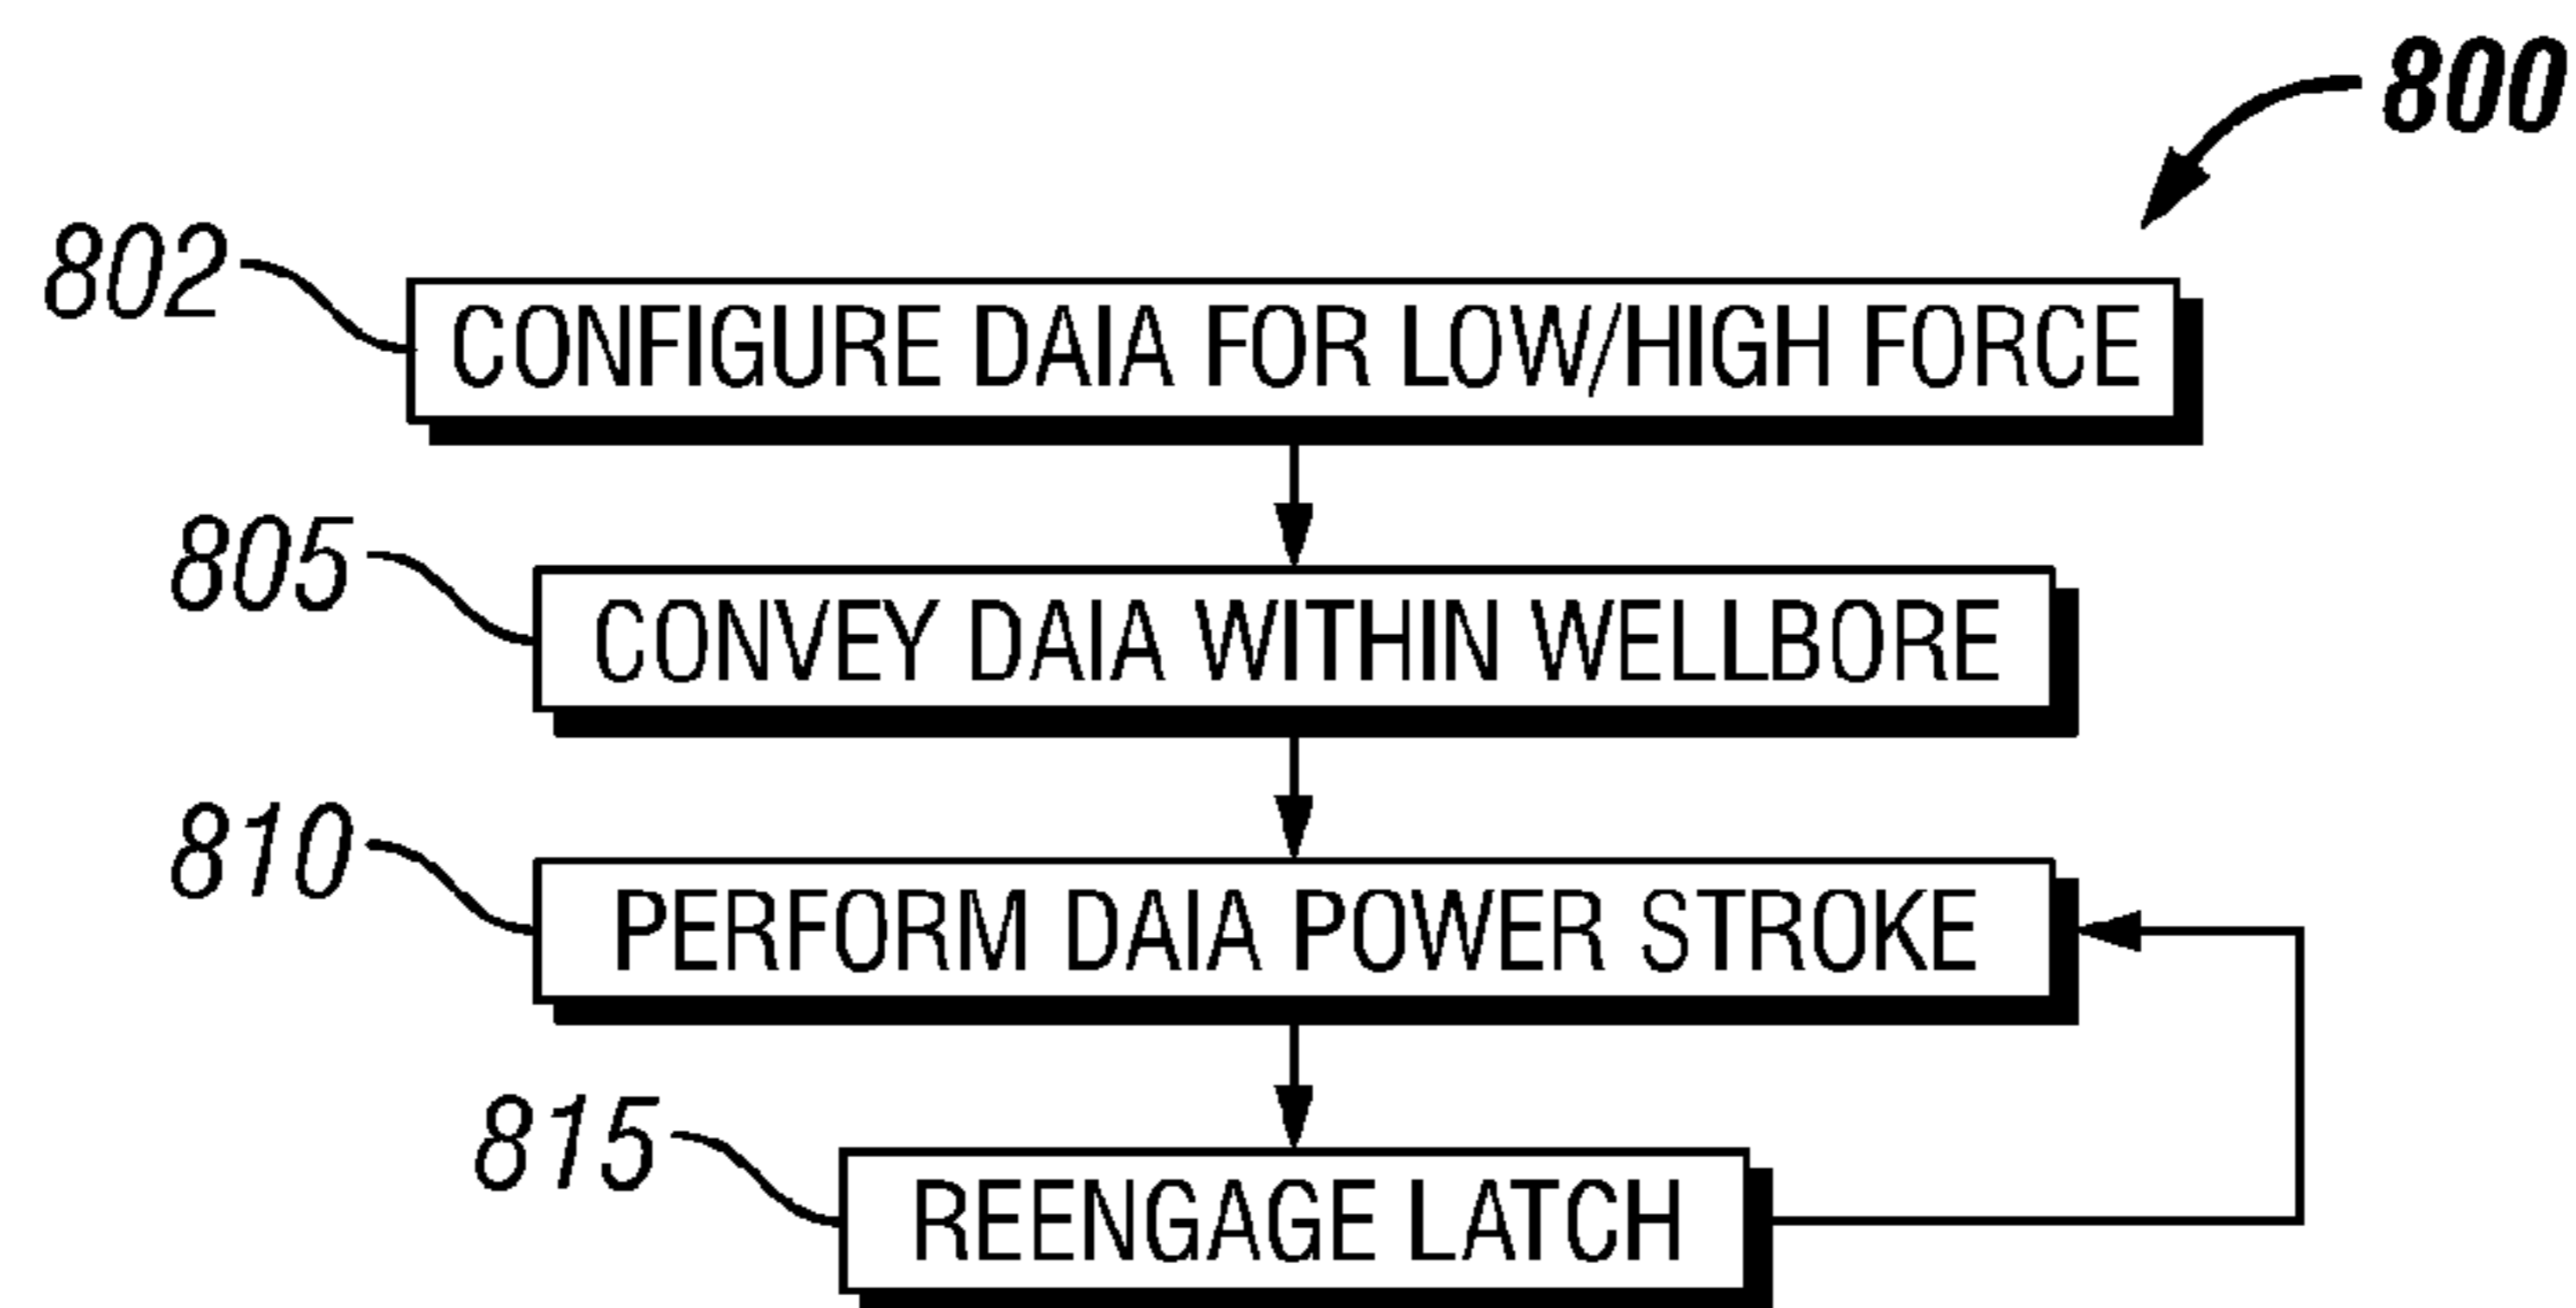 800
802
CONFIGURE DAIA FOR LOW/HIGH FORCE
805
CONVEY DAIA WITHIN WELLBORE
810
PERFORM DAIA POWER STROKE
815
REENGAGE LATCH